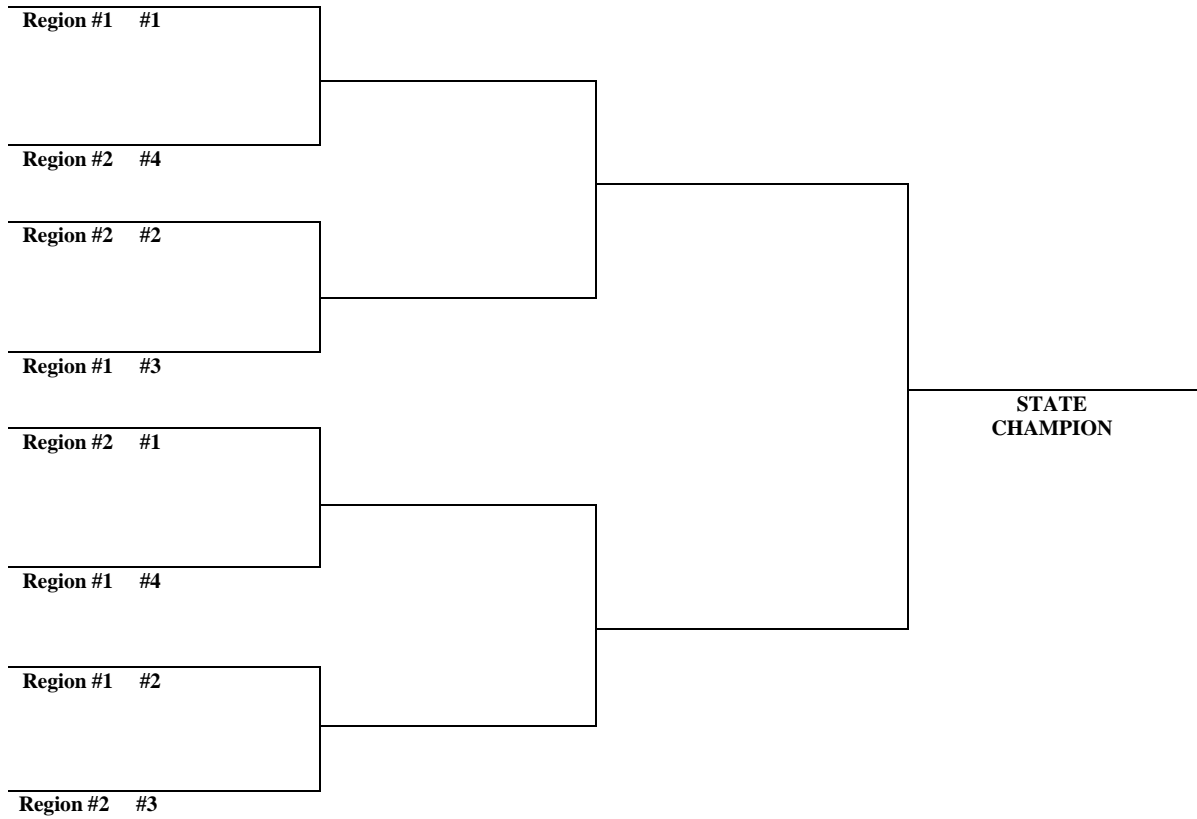 Region #1 #1
Region #2 #4
Region #2 #2
Region #1 #3
Region #2 #1
Region #1 #4
Region #1 #2
Region #2 #3
STATE
CHAMPION